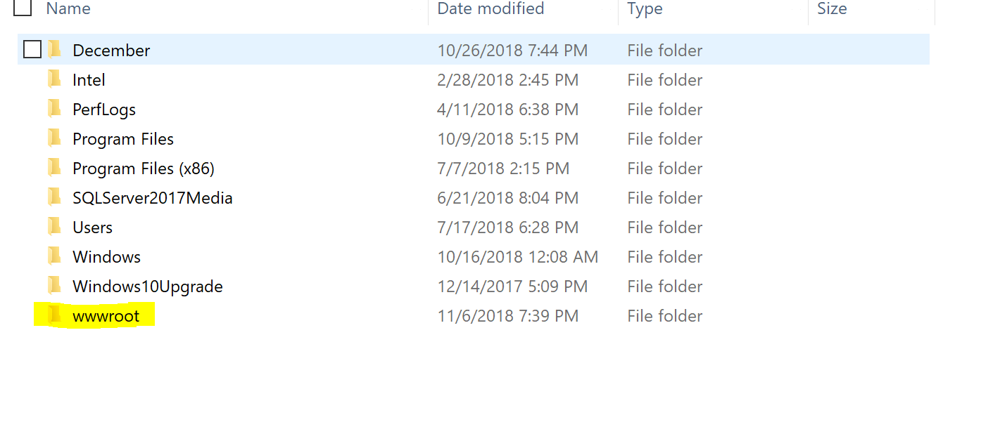 Name Date modified Type Size
December 10/26/2018 7:44 PM File folder
Intel 2/28/2018 2:45 PM File folder
PerfLogs 4/11/2018 6:38 PM File folder
Program Files 10/9/2018 5:15 PM File folder
Program Files (x86) 7/7/2018 2:15 PM File folder
SQLServer2017Media 6/21/2018 8:04 PM File folder
Users 7/17/2018 6:28 PM File folder
Windows 10/16/2018 12:08 AM File folder
Windows10Upgrade 12/14/2017 5:09 PM File folder
wwwroot 11/6/2018 7:39 PM File folder